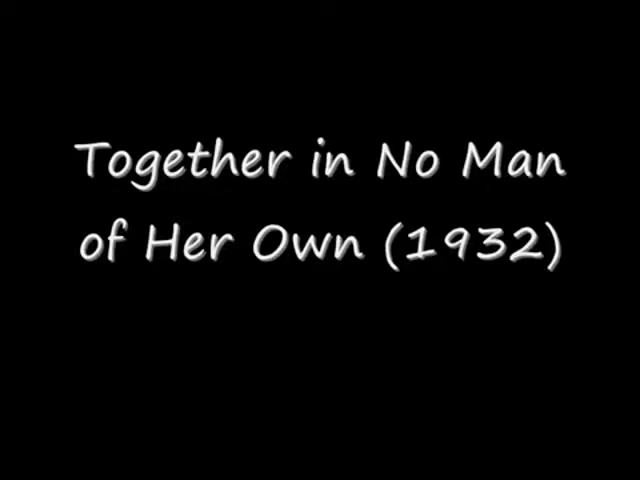 Together in No Man
of Her Own (1932)